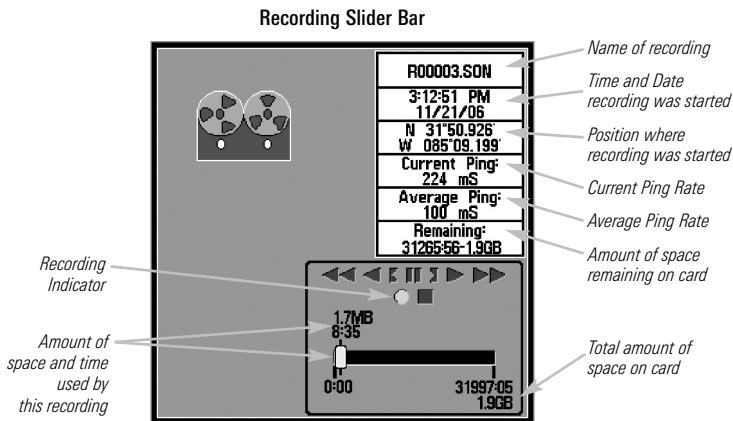 Recording Slider Bar
R00003.SON
3:12:51 PM
11/21/06
N 31°50.926'
W 085°09.199'
Current Ping:
224 mS
Average Ping:
100 mS
Remaining:
31265:56-1.9GB
Name of recording
Time and Date
recording was started
Position where
recording was started
Current Ping Rate
Average Ping Rate
Amount of space
remaining on card
Recording
Indicator
1.7MB
8:35
Amount of
space and time
used by
this recording
0:00
31997:05
1.9GB
Total amount of
space on card